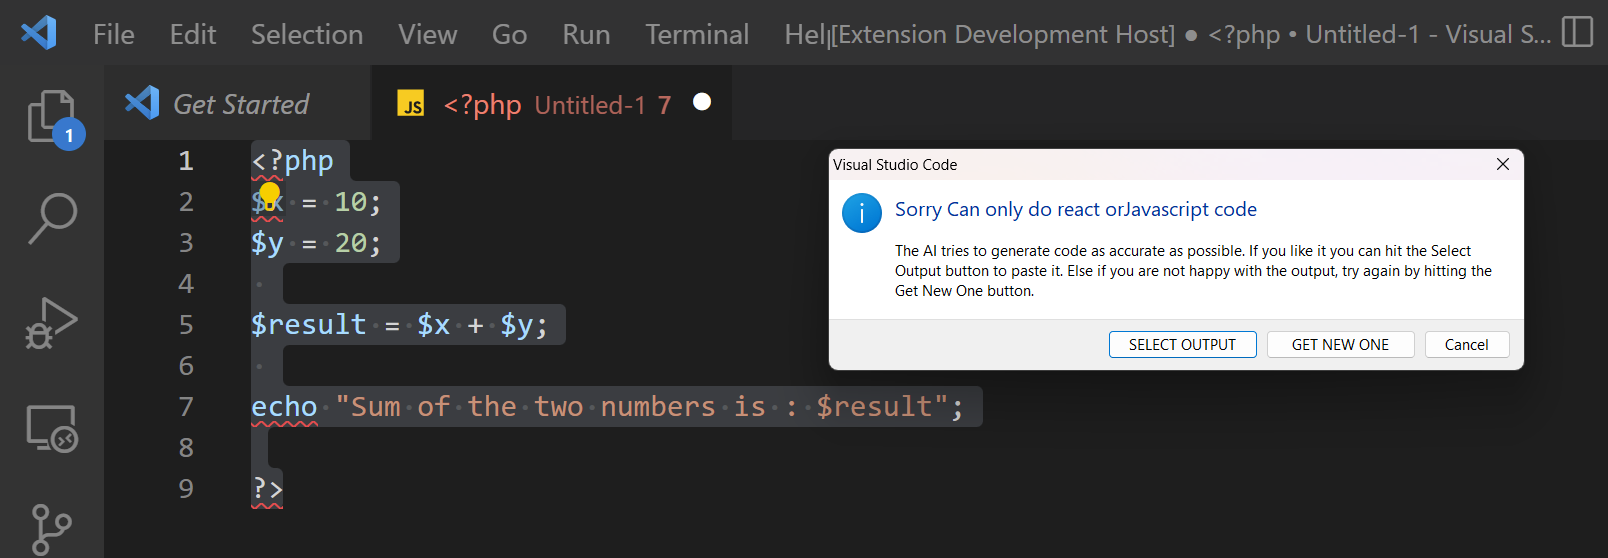 File Edit Selection View Go Run Terminal Hel [Extension Development Host] ● <?php • Untitled-1 - Visual S...
Get Started JS <?php Untitled-1 7
1
Visual Studio Code
Sorry Can only do react orJavascript code
The AI tries to generate code as accurate as possible. If you like it you can hit the Select
Output button to paste it. Else if you are not happy with the output, try again by hitting the
Get New One button.
SELECT OUTPUT GET NEW ONE Cancel
1 <?php
2 $x = 10;
3 $y = 20;
4
5 $result = $x + $y;
6
7 echo "Sum of the two numbers is : $result";
8
9 ?>